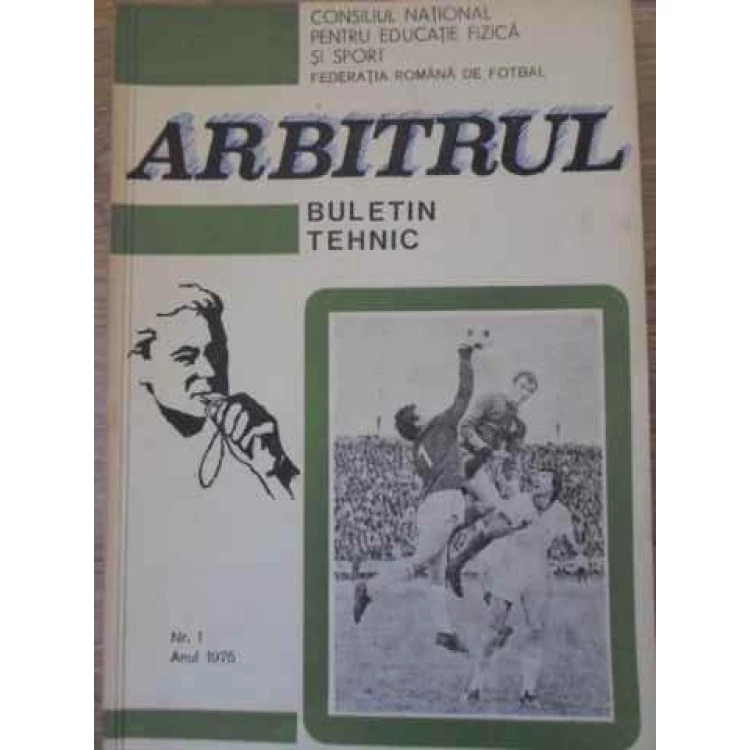 CONSILIUL NAȚIONAL
PENTRU EDUCAȚIE FIZICĂ
ȘI SPORT
FEDERAȚIA ROMÂNĂ DE FOTBAL
ARBITRUL
BULETIN
TEHNIC
Nr. 1
Anul 1975